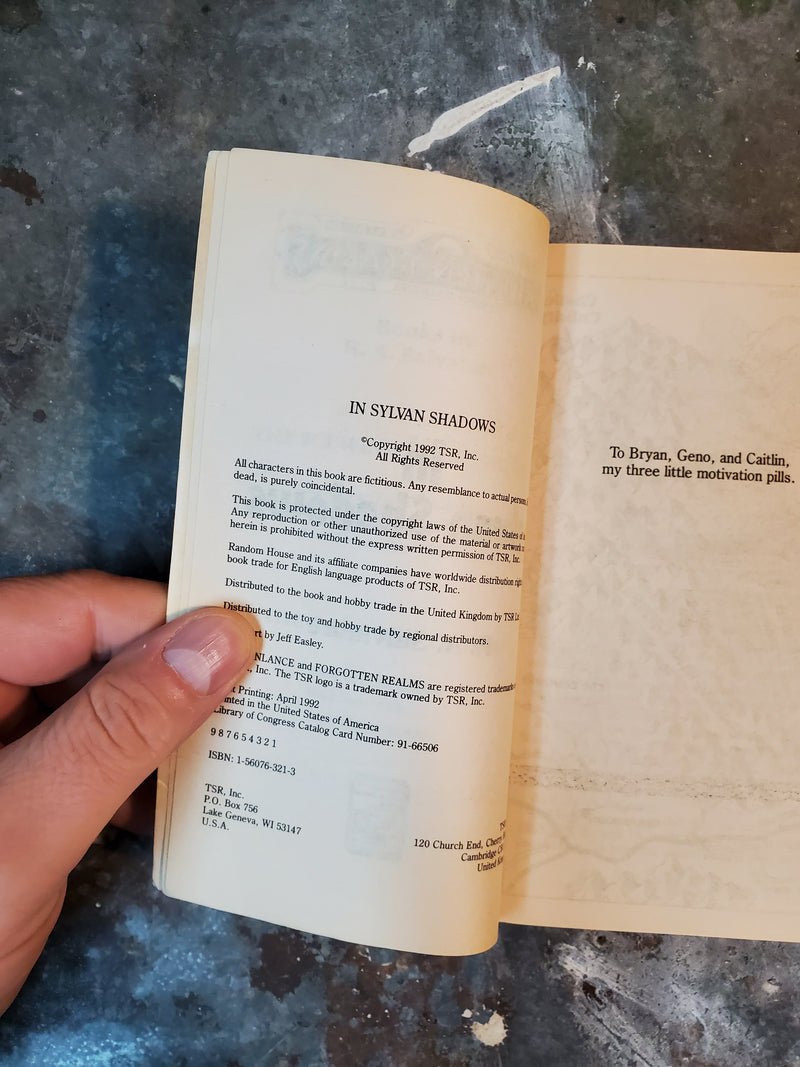 IN SYLVAN SHADOWS
©Copyright 1992 TSR, Inc.
All Rights Reserved
All characters in this book are fictitious. Any resemblance to actual persons,
dead, is purely coincidental.
This book is protected under the copyright laws of the United States of
Any reproduction or other unauthorized use of the material or artwork
herein is prohibited without the express written permission of TSR, Inc.
Random House and its affiliate companies have worldwide distribution
book trade for English language products of TSR, Inc.
Distributed to the book and hobby trade in the United Kingdom by TSR
Distributed to the toy and hobby trade by regional distributors.
by Jeff Easley.
NLANCE and FORGOTTEN REALMS are registered
Inc. The TSR logo is a trademark owned by TSR, Inc.
Printing: April 1992
Printed in the United States of America
Library of Congress Catalog Card Number: 91-66506
9 8 7 6 5 4 3 2 1
ISBN: 1-56076-321-3
TSR, Inc.
P.O. Box 756
Lake Geneva, WI 53147
U.S.A.
120 Church End, Cherry
Cambridge
United
To Bryan, Geno, and Caitlin,
my three little motivation pills.